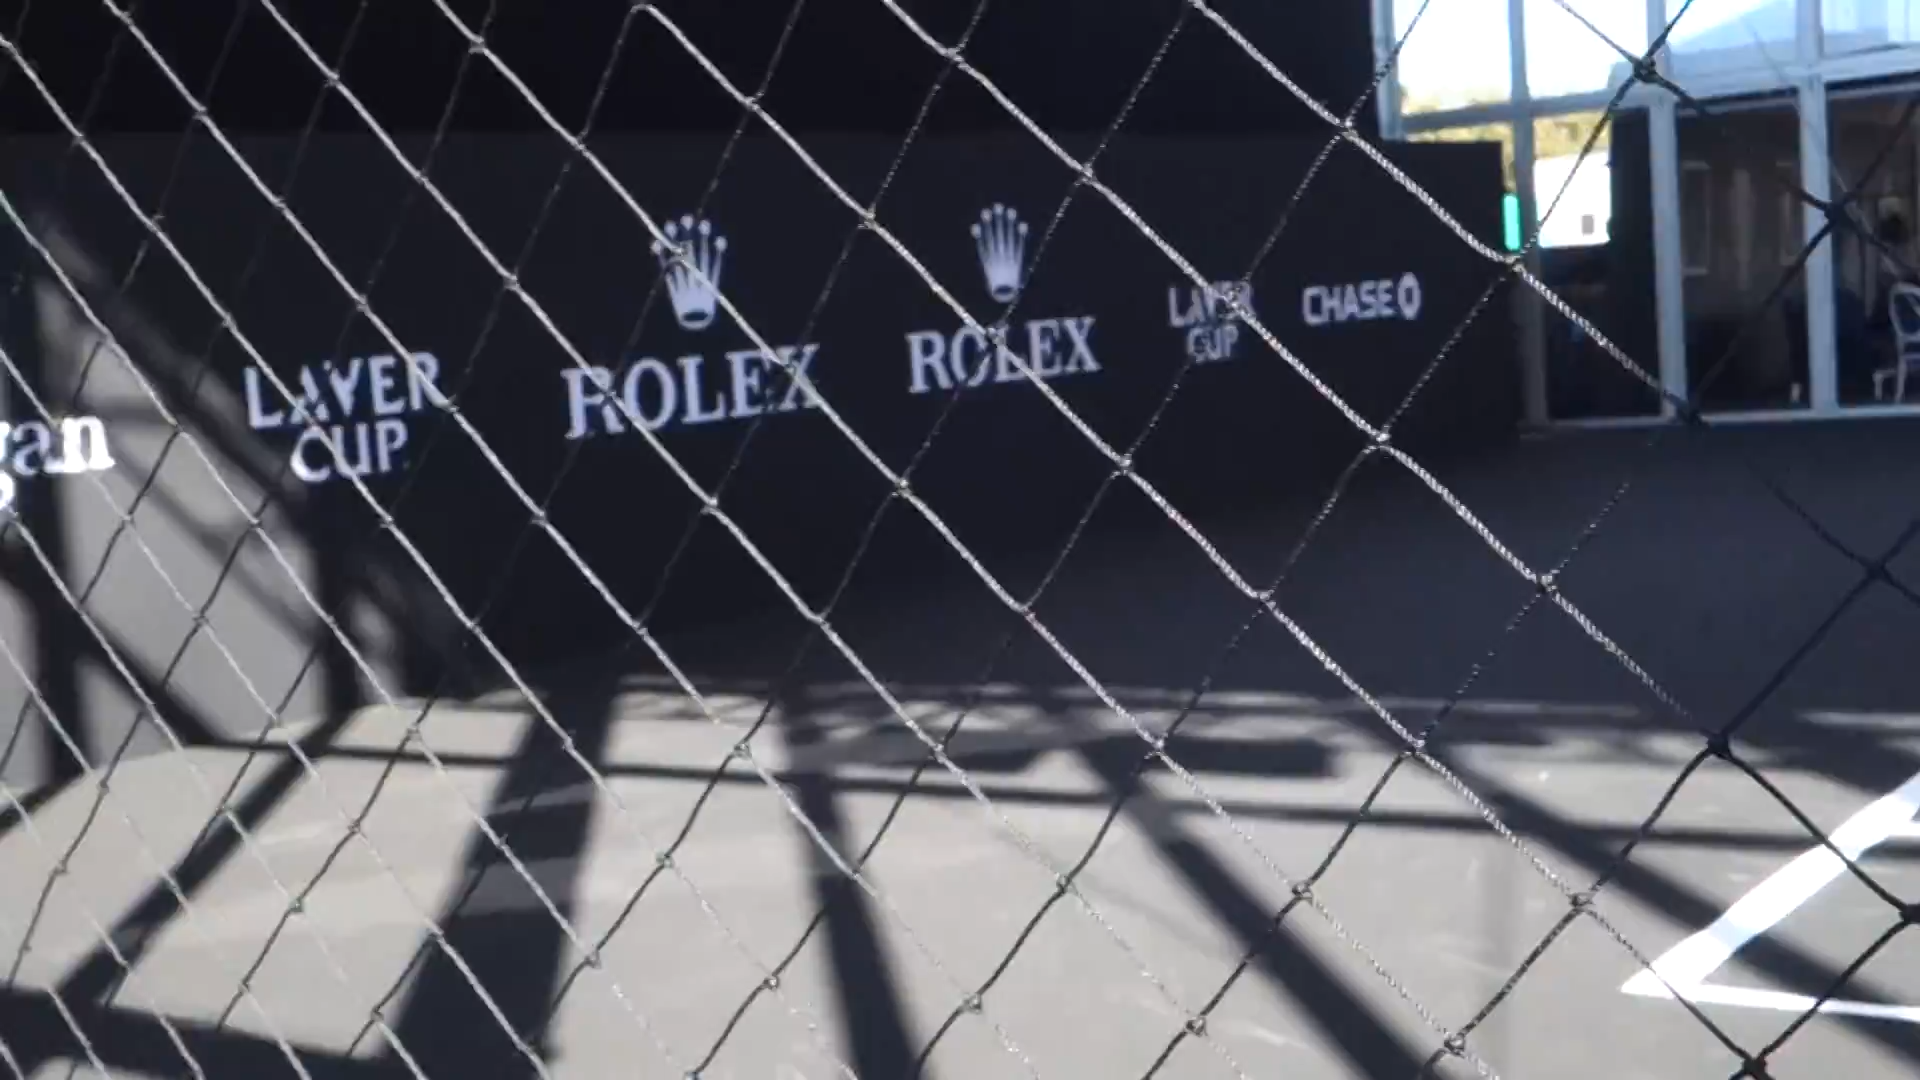 gan
LAVER
CUP
ROLEX
ROLEX
LAVER
CUP
CHASE